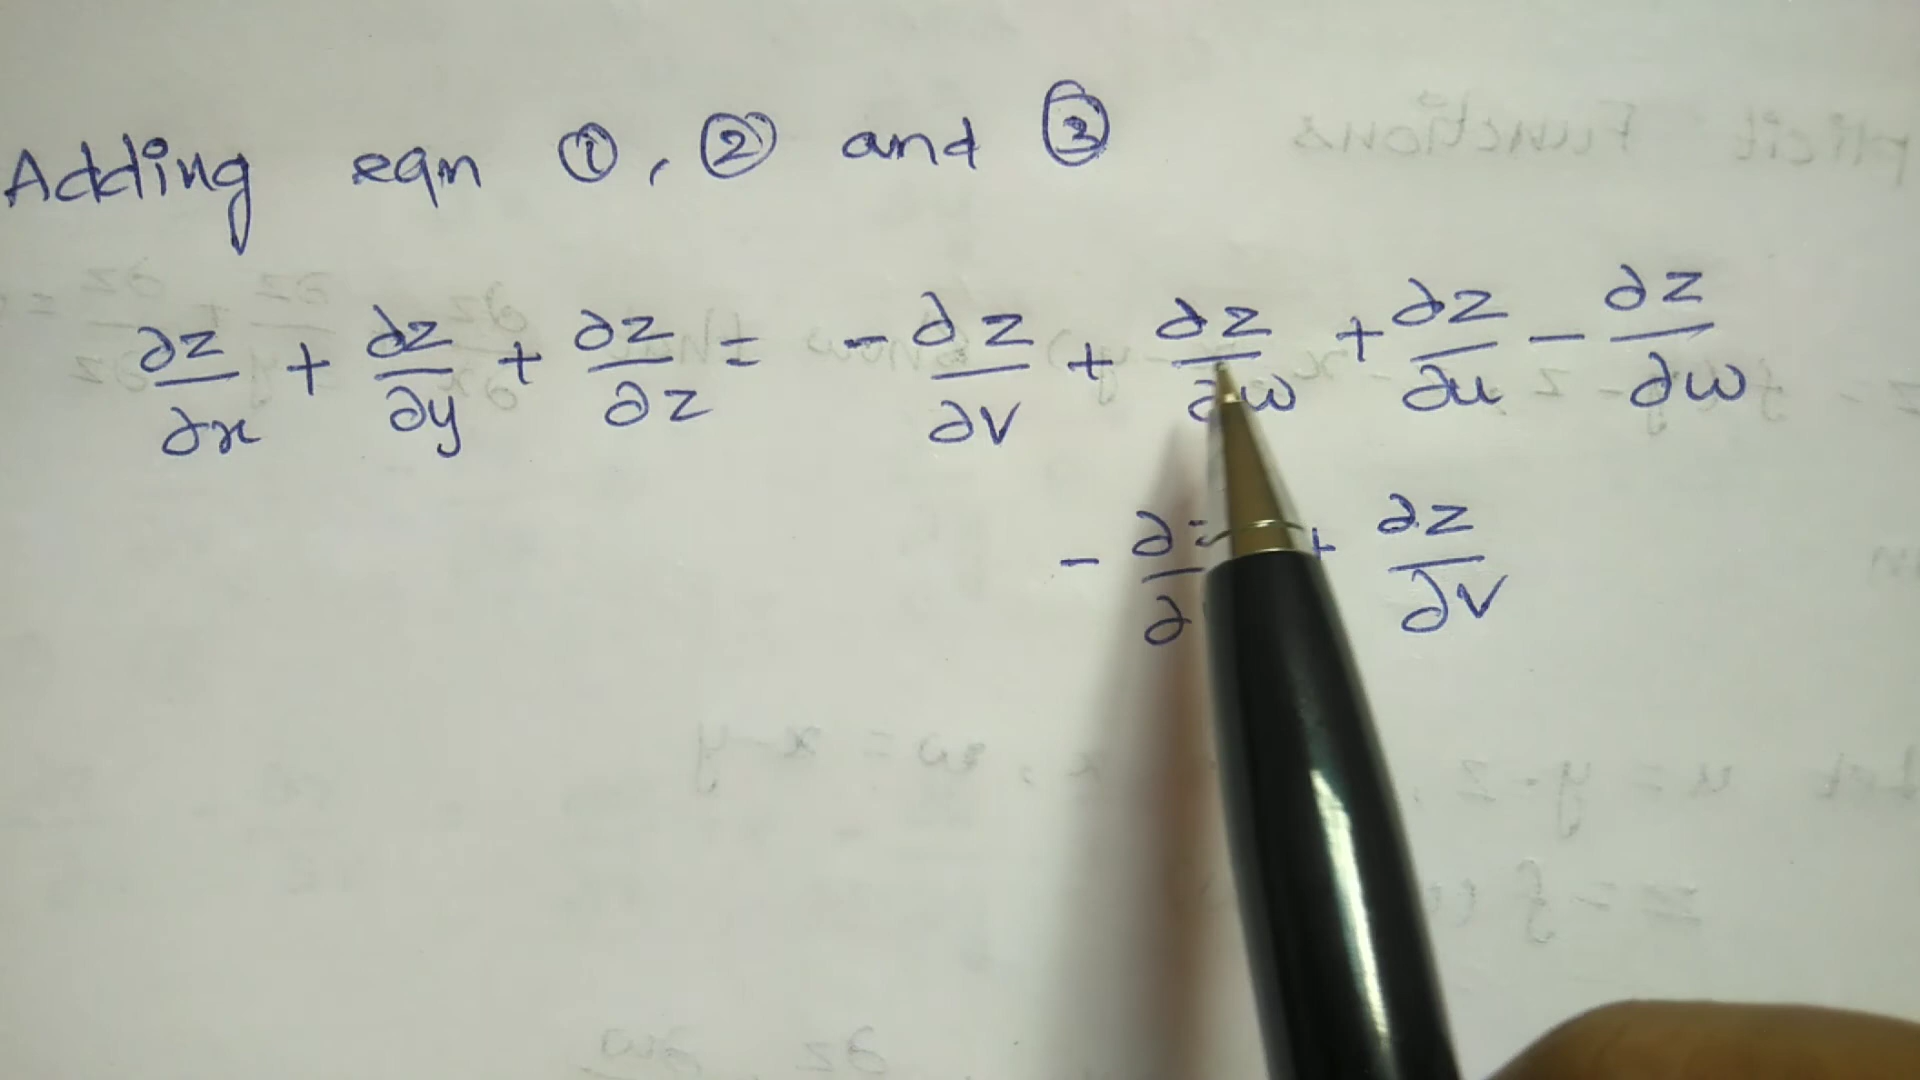 Adding eqn ①, ② and ③
∂z/∂x + ∂z/∂y + ∂z/∂z = - ∂z/∂v + ∂z/∂w + ∂z/∂u - ∂z/∂w
- ∂z/∂ + ∂z/∂v